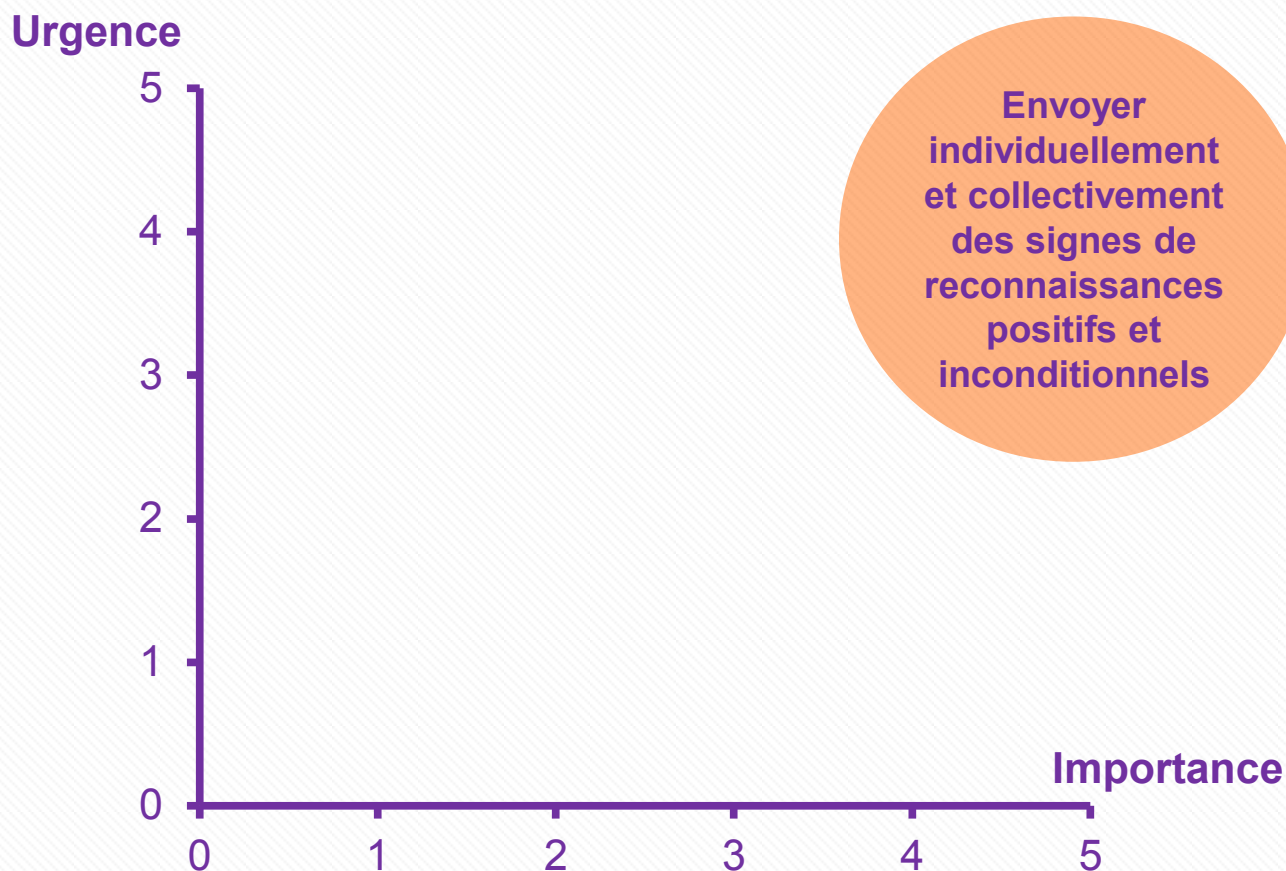 Urgence
5
4
3
2
1
0
Envoyer
individuellement
et collectivement
des signes de
reconnaissances
positifs et
inconditionnels
Importance
0
1
2
3
4
5